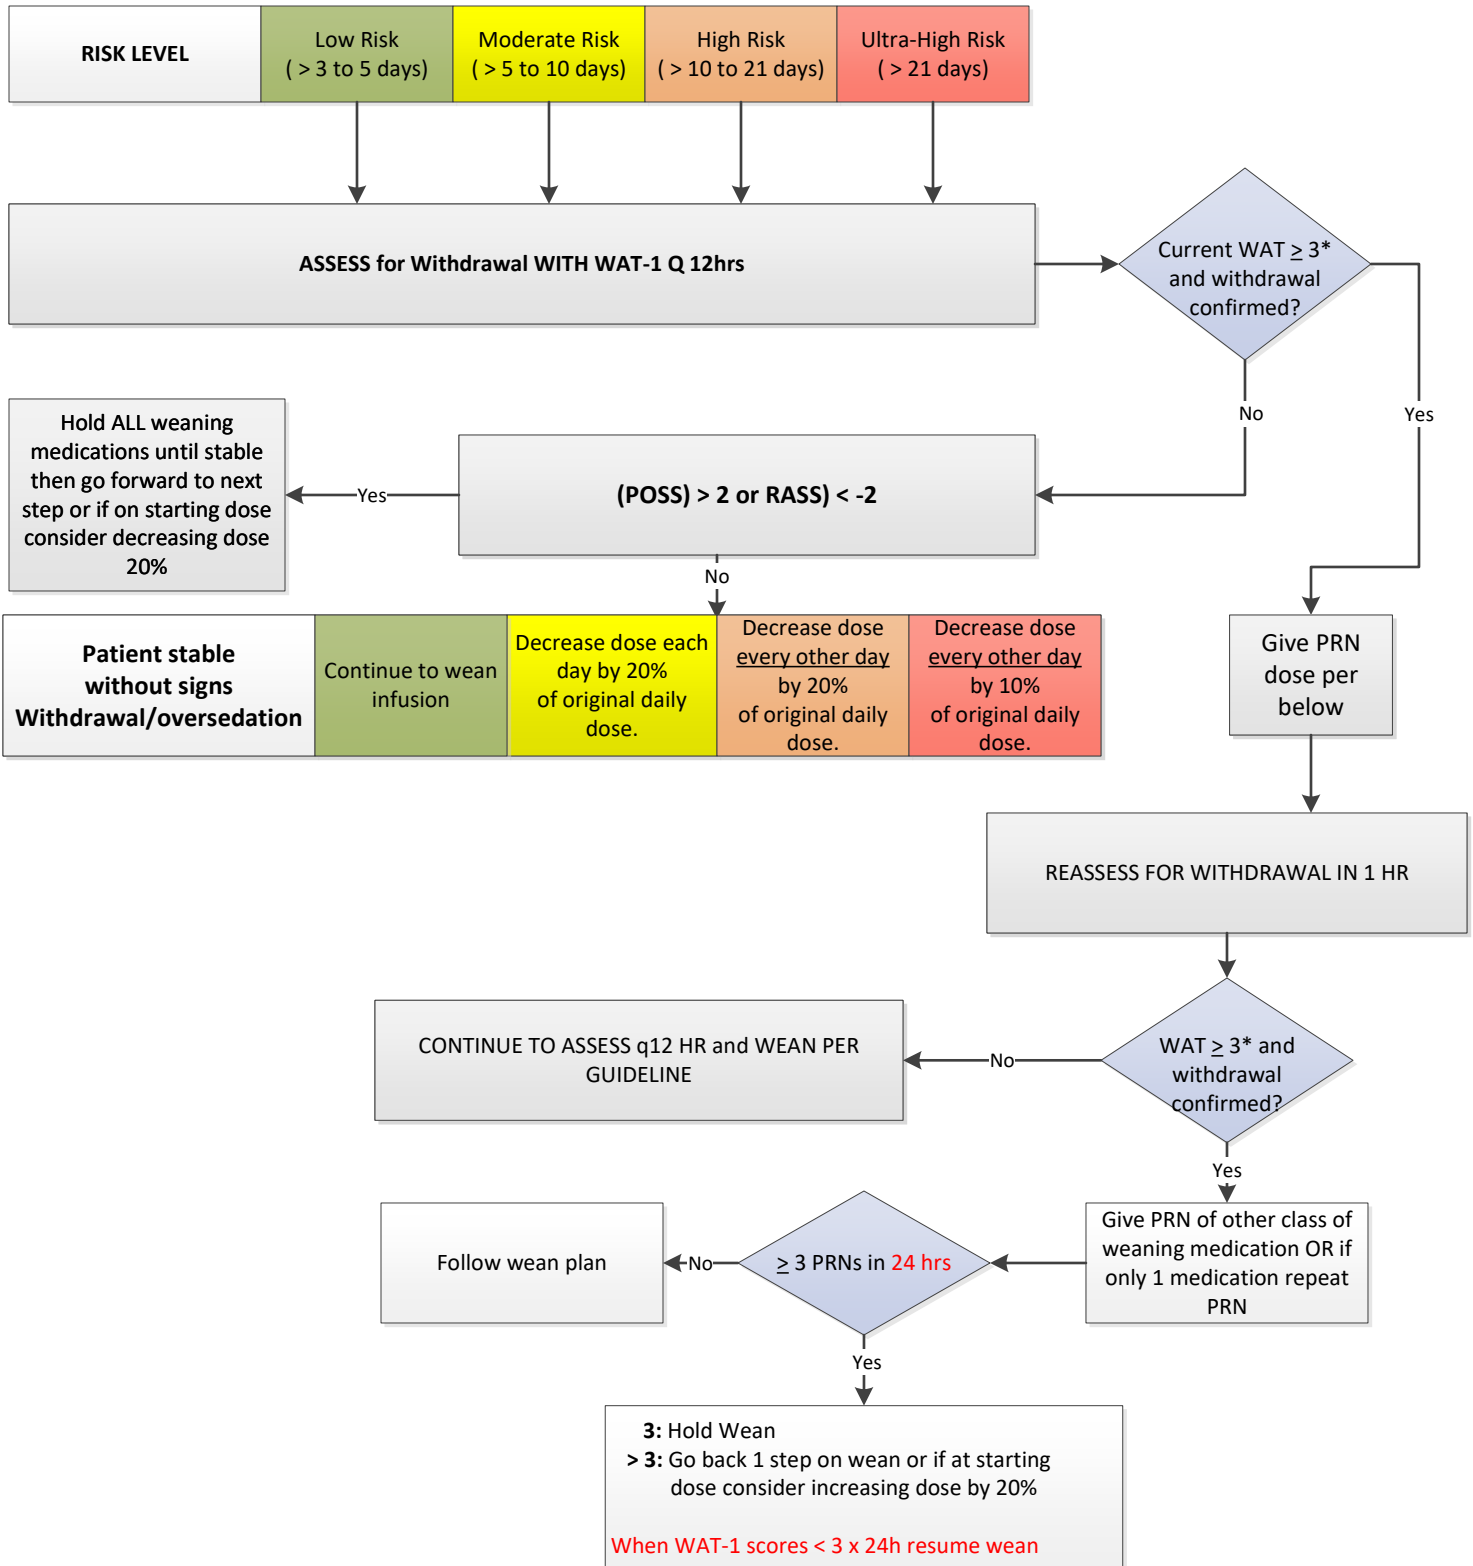 RISK LEVEL
Low Risk
( > 3 to 5 days)
Moderate Risk
( > 5 to 10 days)
High Risk
( > 10 to 21 days)
Ultra-High Risk
( > 21 days)
ASSESS for Withdrawal WITH WAT-1 Q 12hrs
Current WAT ≥ 3*
and withdrawal
confirmed?
No
Yes
Hold ALL weaning
medications until stable
then go forward to next
step or if on starting dose
consider decreasing dose
20%
Yes
(POSS) > 2 or RASS) < -2
No
Patient stable
without signs
Withdrawal/oversedation
Continue to wean
infusion
Decrease dose each
day by 20%
of original daily
dose.
Decrease dose
every other day
by 20%
of original daily
dose.
Decrease dose
every other day
by 10%
of original daily
dose.
Give PRN
dose per
below
REASSESS FOR WITHDRAWAL IN 1 HR
CONTINUE TO ASSESS q12 HR and WEAN PER
GUIDELINE
No
WAT ≥ 3* and
withdrawal
confirmed?
Yes
Follow wean plan
No
≥ 3 PRNs in 24 hrs
Give PRN of other class of
weaning medication OR if
only 1 medication repeat
PRN
Yes
3: Hold Wean
> 3: Go back 1 step on wean or if at starting
dose consider increasing dose by 20%
When WAT-1 scores < 3 x 24h resume wean